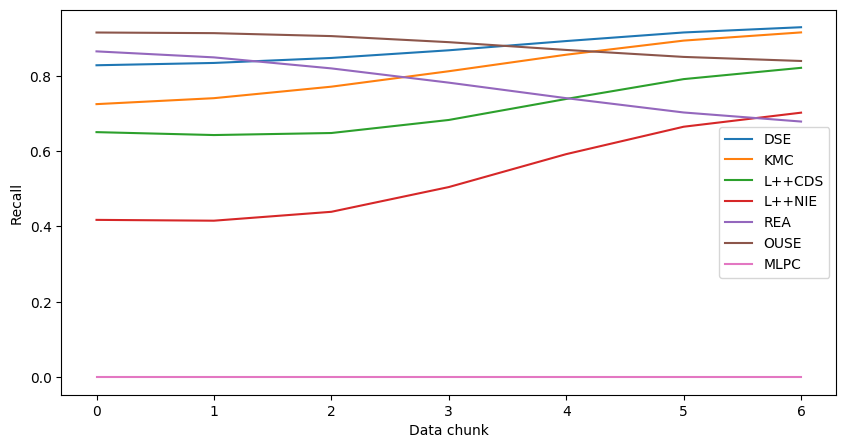 Recall
0.8
0.6
0.4
0.2
0.0
0 1 2 3 4 5 6
Data chunk
DSE
KMC
L++CDS
L++NIE
REA
OUSE
MLPC